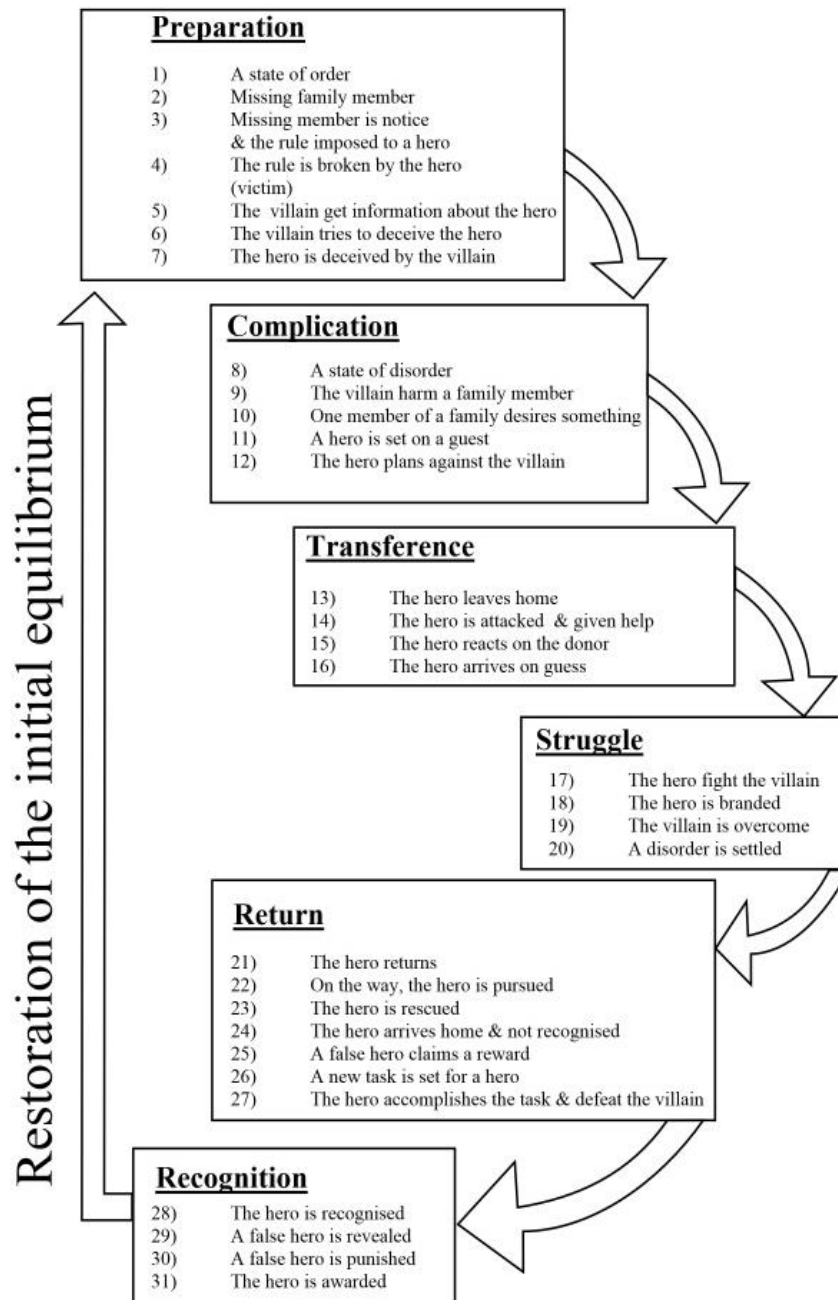 Preparation
1) A state of order
2) Missing family member
3) Missing member is notice
& the rule imposed to a hero
4) The rule is broken by the hero
(victim)
5) The villain get information about the hero
6) The villain tries to deceive the hero
7) The hero is deceived by the villain
Complication
8) A state of disorder
9) The villain harm a family member
10) One member of a family desires something
11) A hero is set on a guest
12) The hero plans against the villain
Transference
13) The hero leaves home
14) The hero is attacked & given help
15) The hero reacts on the donor
16) The hero arrives on guess
Struggle
17) The hero fight the villain
18) The hero is branded
19) The villain is overcome
20) A disorder is settled
Return
21) The hero returns
22) On the way, the hero is pursued
23) The hero is rescued
24) The hero arrives home & not recognised
25) A false hero claims a reward
26) A new task is set for a hero
27) The hero accomplishes the task & defeat the villain
Recognition
28) The hero is recognised
29) A false hero is revealed
30) A false hero is punished
31) The hero is awarded
Restoration of the initial equilibrium